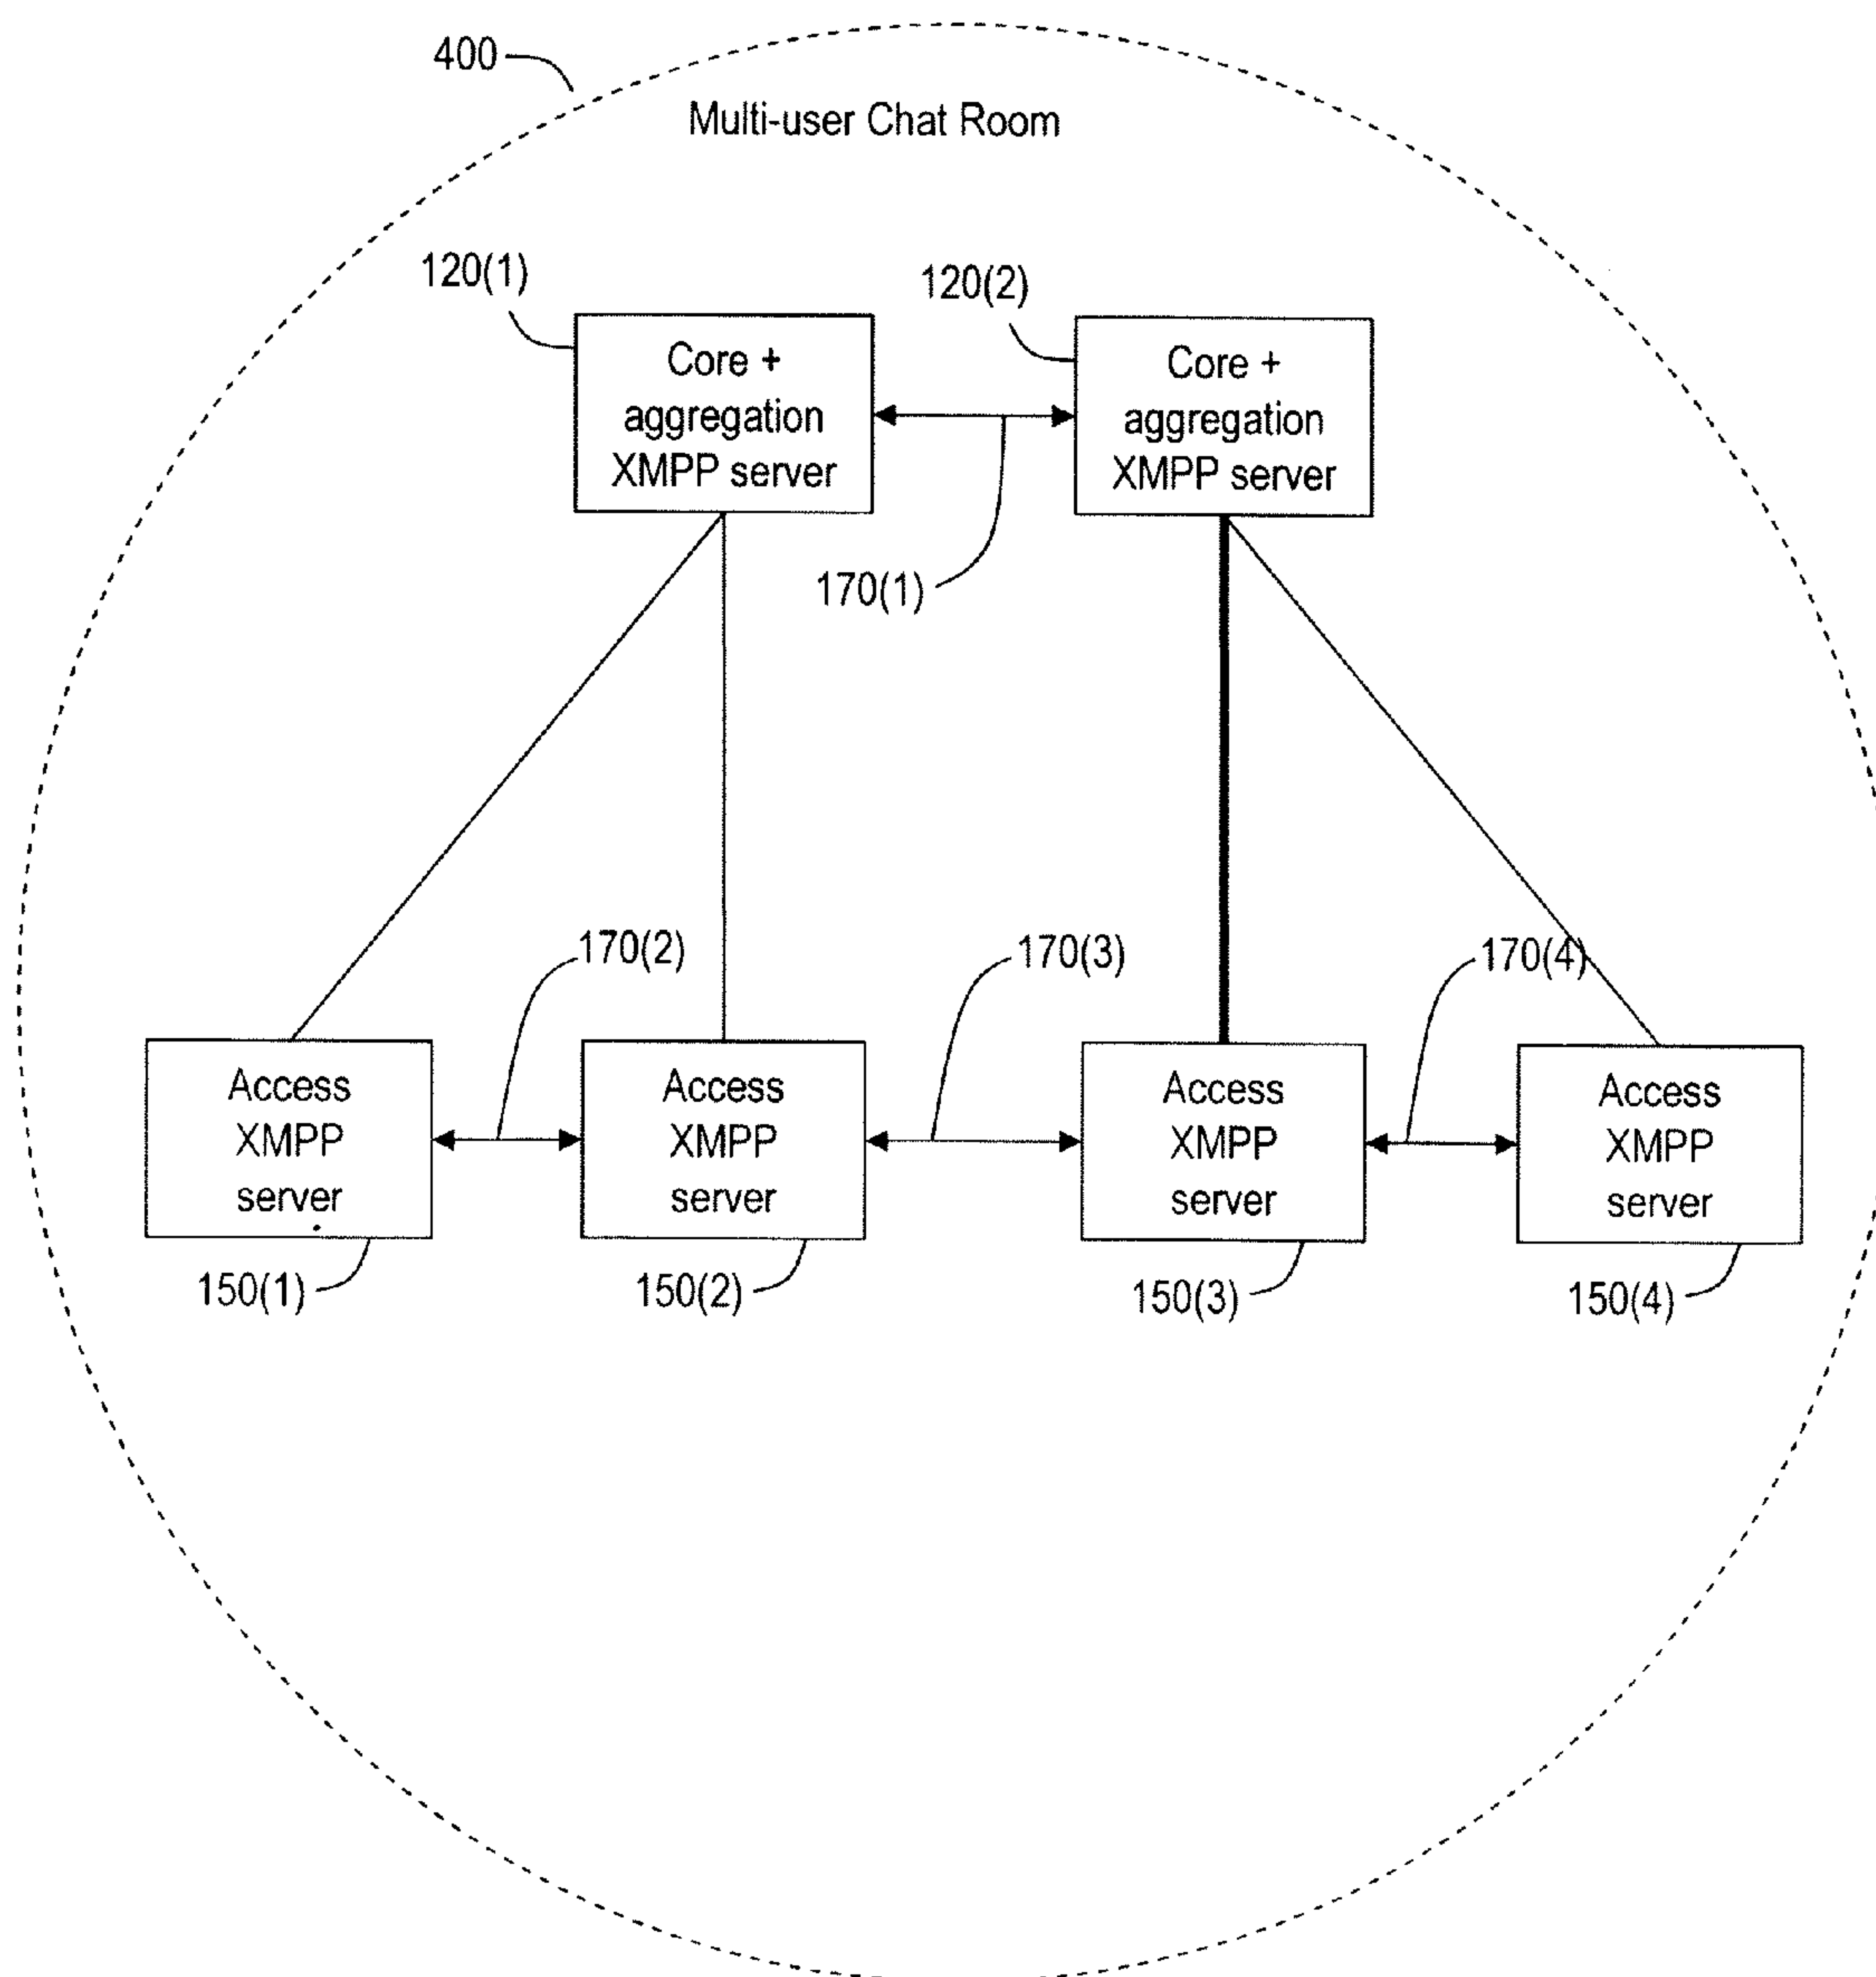 400
Multi-user Chat Room
120(1)
120(2)
Core +
aggregation
XMPP server
Core +
aggregation
XMPP server
170(1)
170(2)
170(3)
170(4)
Access
XMPP
server
Access
XMPP
server
Access
XMPP
server
Access
XMPP
server
150(1)
150(2)
150(3)
150(4)